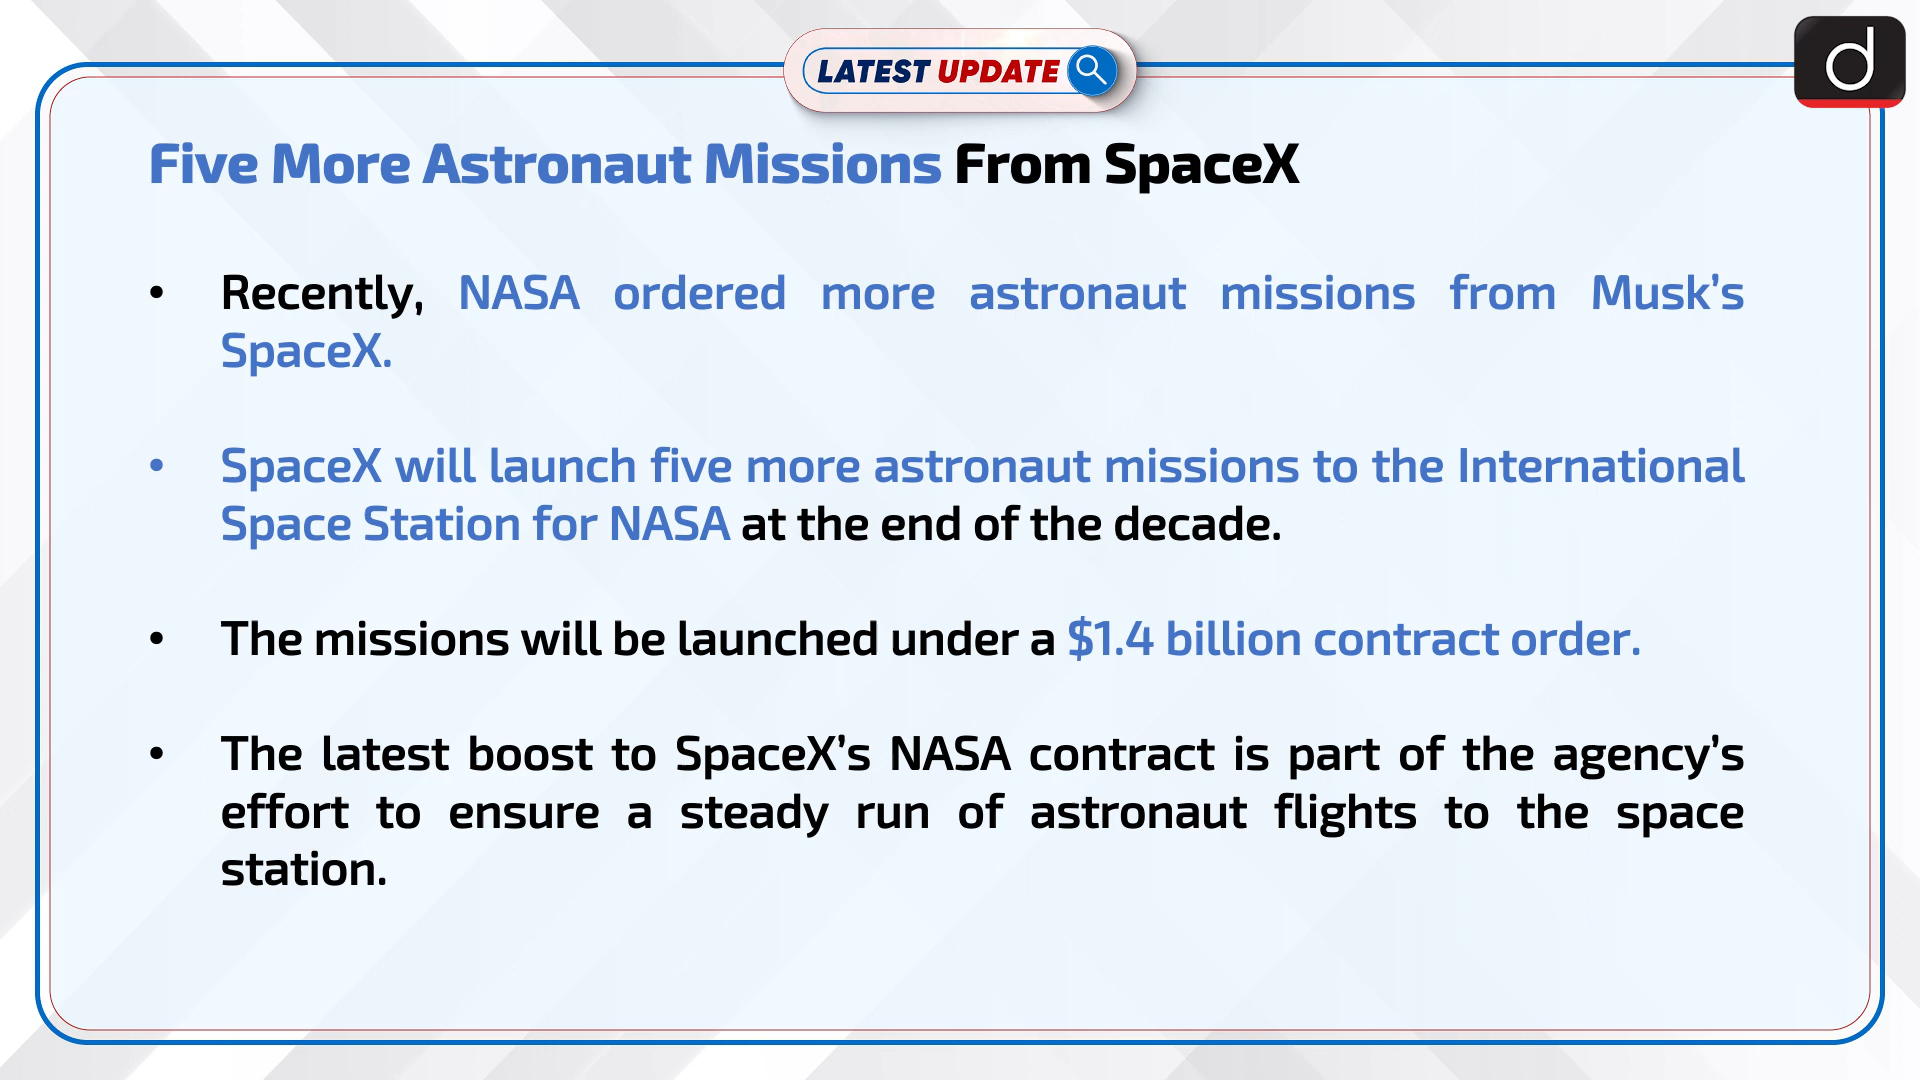 LATEST UPDATE
d
Five More Astronaut Missions From SpaceX
• Recently, NASA ordered more astronaut missions from Musk’s
SpaceX.
• SpaceX will launch five more astronaut missions to the International
Space Station for NASA at the end of the decade.
• The missions will be launched under a $1.4 billion contract order.
• The latest boost to SpaceX’s NASA contract is part of the agency’s
effort to ensure a steady run of astronaut flights to the space
station.